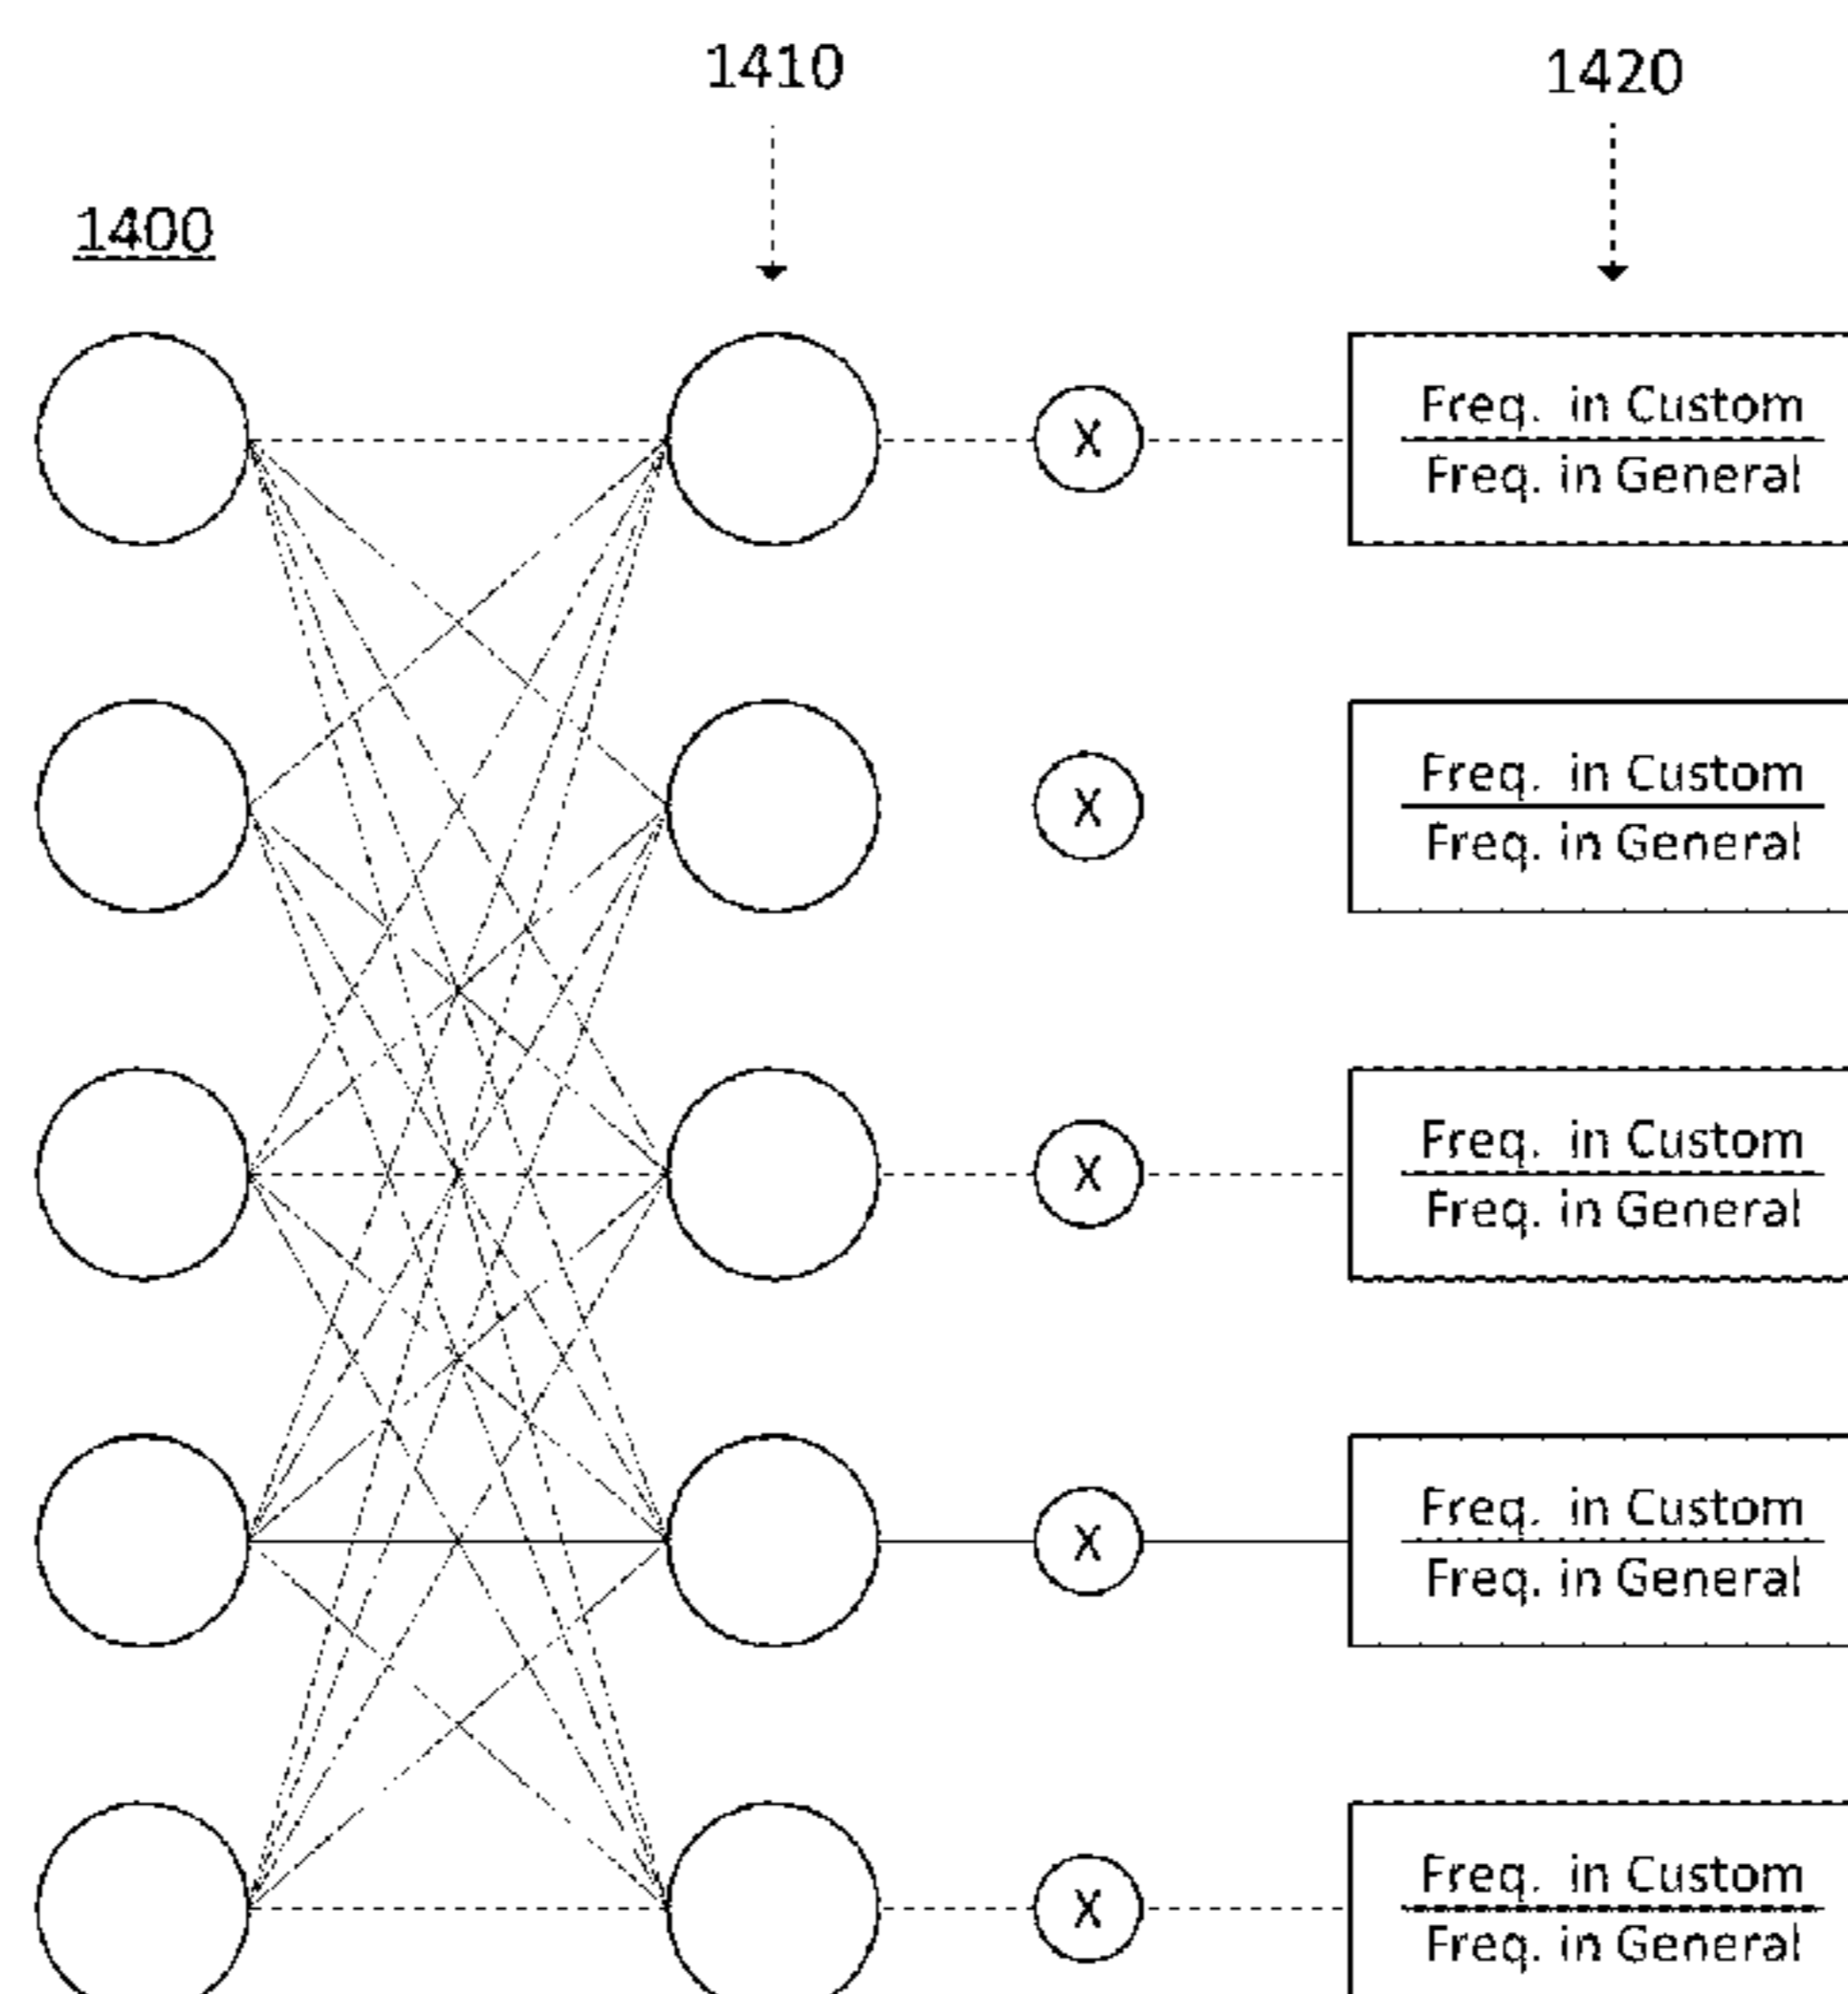 1410
1420
1400
X
Freq. in Custom
Freq. in General
X
Freq. in Custom
Freq. in General
X
Freq. in Custom
Freq. in General
X
Freq. in Custom
Freq. in General
X
Freq. in Custom
Freq. in General